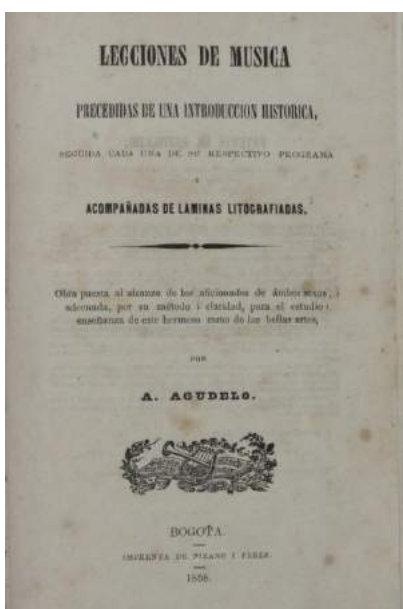 LECCIONES DE MUSICA
PRECEDIDAS DE UNA INTRODUCCION HISTORICA,
SEGUIDA CADA UNA DE SU RESPECTIVO PROGRAMA
I
ACOMPAÑADAS DE LAMINAS LITOGRAFIADAS.
Obra puesta al alcance de los aficionados de ámbos sexos, i
adecuada, por su método i claridad, para el estudio i
enseñanza de este hermoso ramo de las bellas artes,
POR
A. AGUDELO.
BOGOTA.
IMPRENTA DE PIZANO I PEREZ.
1858.